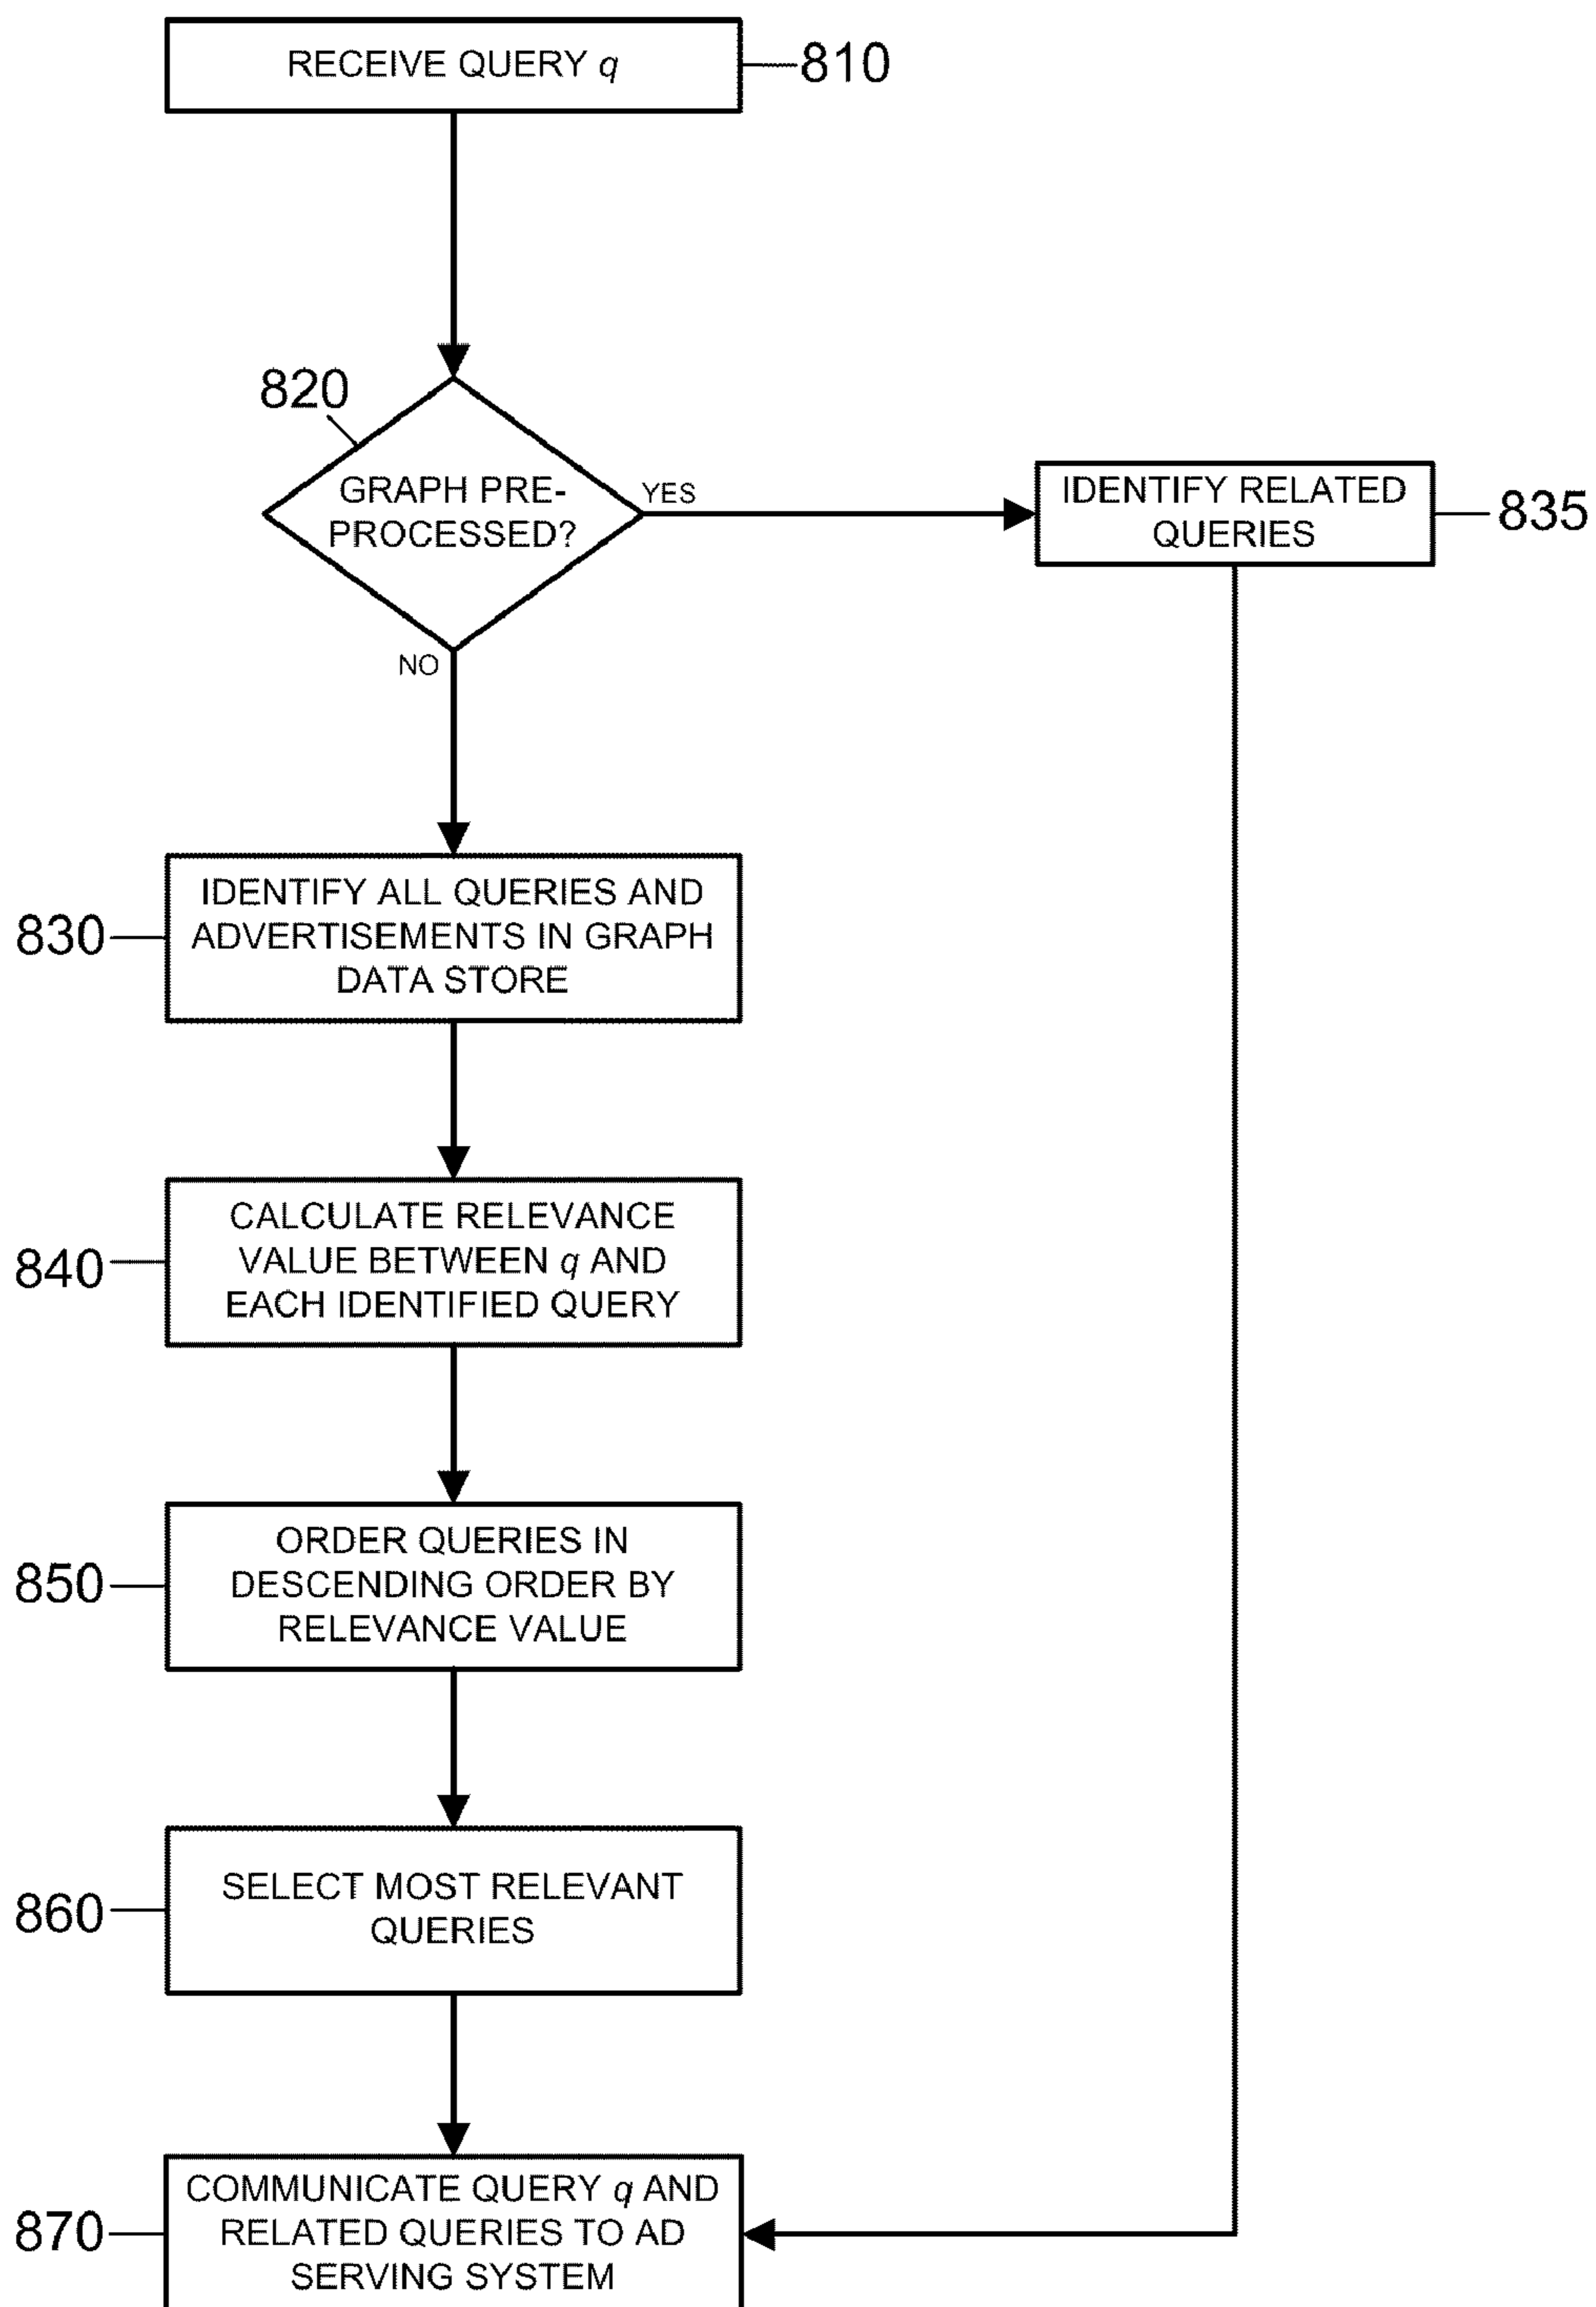 RECEIVE QUERY q
810
820
GRAPH PRE-
PROCESSED?
YES
IDENTIFY RELATED
QUERIES
835
NO
830
IDENTIFY ALL QUERIES AND
ADVERTISEMENTS IN GRAPH
DATA STORE
840
CALCULATE RELEVANCE
VALUE BETWEEN q AND
EACH IDENTIFIED QUERY
850
ORDER QUERIES IN
DESCENDING ORDER BY
RELEVANCE VALUE
860
SELECT MOST RELEVANT
QUERIES
870
COMMUNICATE QUERY q AND
RELATED QUERIES TO AD
SERVING SYSTEM